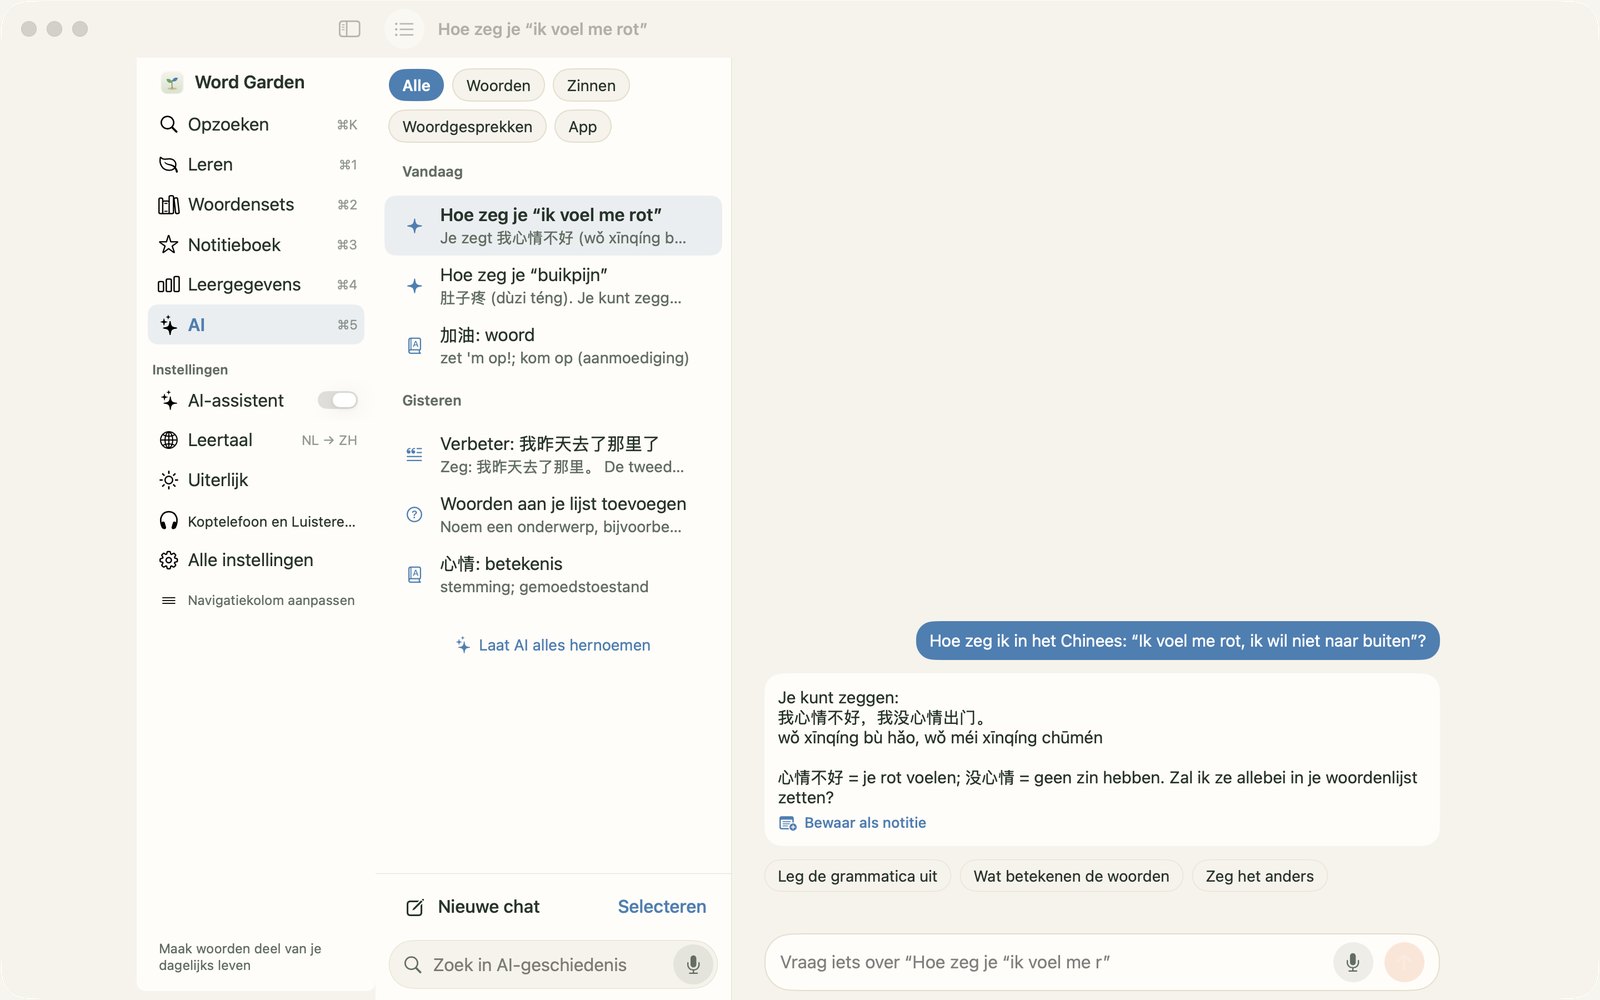 Hoe zeg je “ik voel me rot”
Word Garden
Opzoeken ⌘K
Leren ⌘1
Woordensets ⌘2
Notitieboek ⌘3
Leergegevens ⌘4
AI ⌘5
Instellingen
AI-assistent
Leertaal NL → ZH
Uiterlijk
Koptelefoon en Luistere...
Alle instellingen
Navigatiekolom aanpassen
Maak woorden deel van je
dagelijks leven
Alle Woorden Zinnen
Woordgesprekken App
Vandaag
Hoe zeg je “ik voel me rot”
Je zegt 我心情不好 (wǒ xīnqíng b...
Hoe zeg je “buikpijn”
肚子疼 (dùzi téng). Je kunt zegg...
加油: woord
zet 'm op!; kom op (aanmoediging)
Gisteren
Verbeter: 我昨天去了那里了
Zeg: 我昨天去了那里。 De tweed...
Woorden aan je lijst toevoegen
Noem een onderwerp, bijvoorbe...
心情: betekenis
stemming; gemoedstoestand
Laat AI alles hernoemen
Nieuwe chat Selecteren
Zoek in AI-geschiedenis
Hoe zeg ik in het Chinees: “Ik voel me rot, ik wil niet naar buiten”?
Je kunt zeggen:
我心情不好，我没心情出门。
wǒ xīnqíng bù hǎo, wǒ méi xīnqíng chūmén
心情不好 = je rot voelen; 没心情 = geen zin hebben. Zal ik ze allebei in je woordenlijst
zetten?
Bewaar als notitie
Leg de grammatica uit Wat betekenen de woorden Zeg het anders
Vraag iets over “Hoe zeg je “ik voel me r”